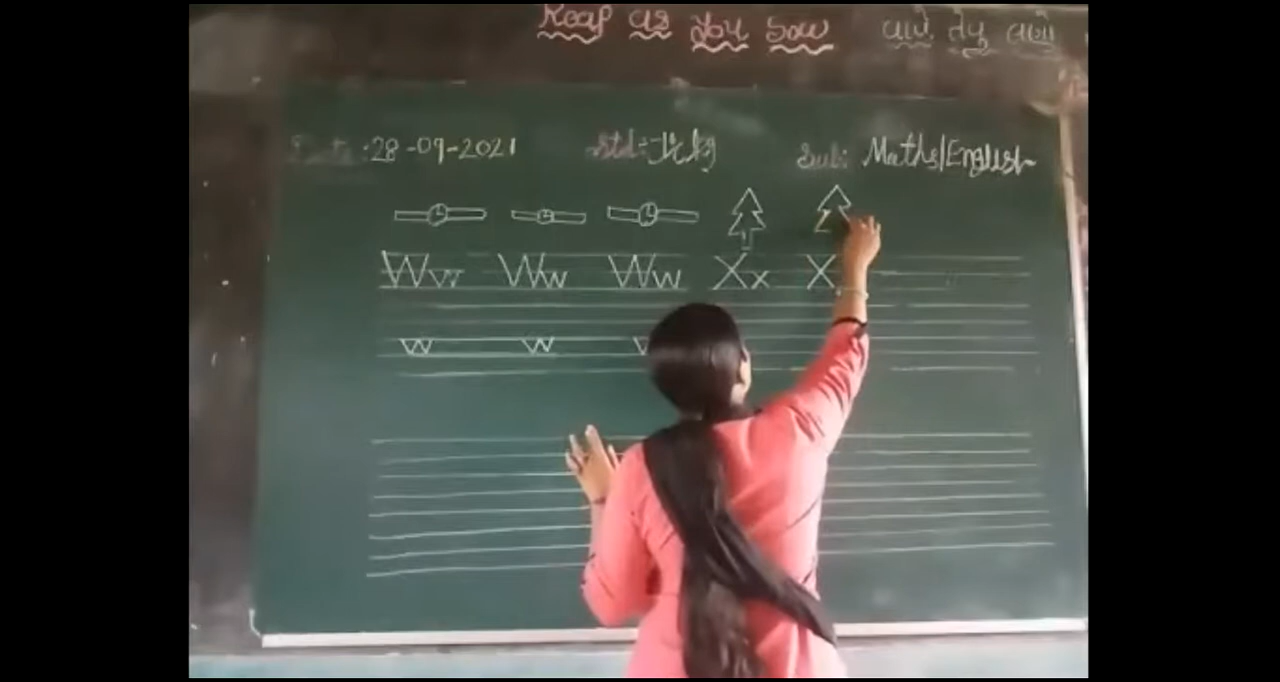 Reap as you sow વાવો તેવું લણો
Date :28-09-2021 Std:- Jr kg Sub: Maths/English
Ww Ww Ww Xx X
w w